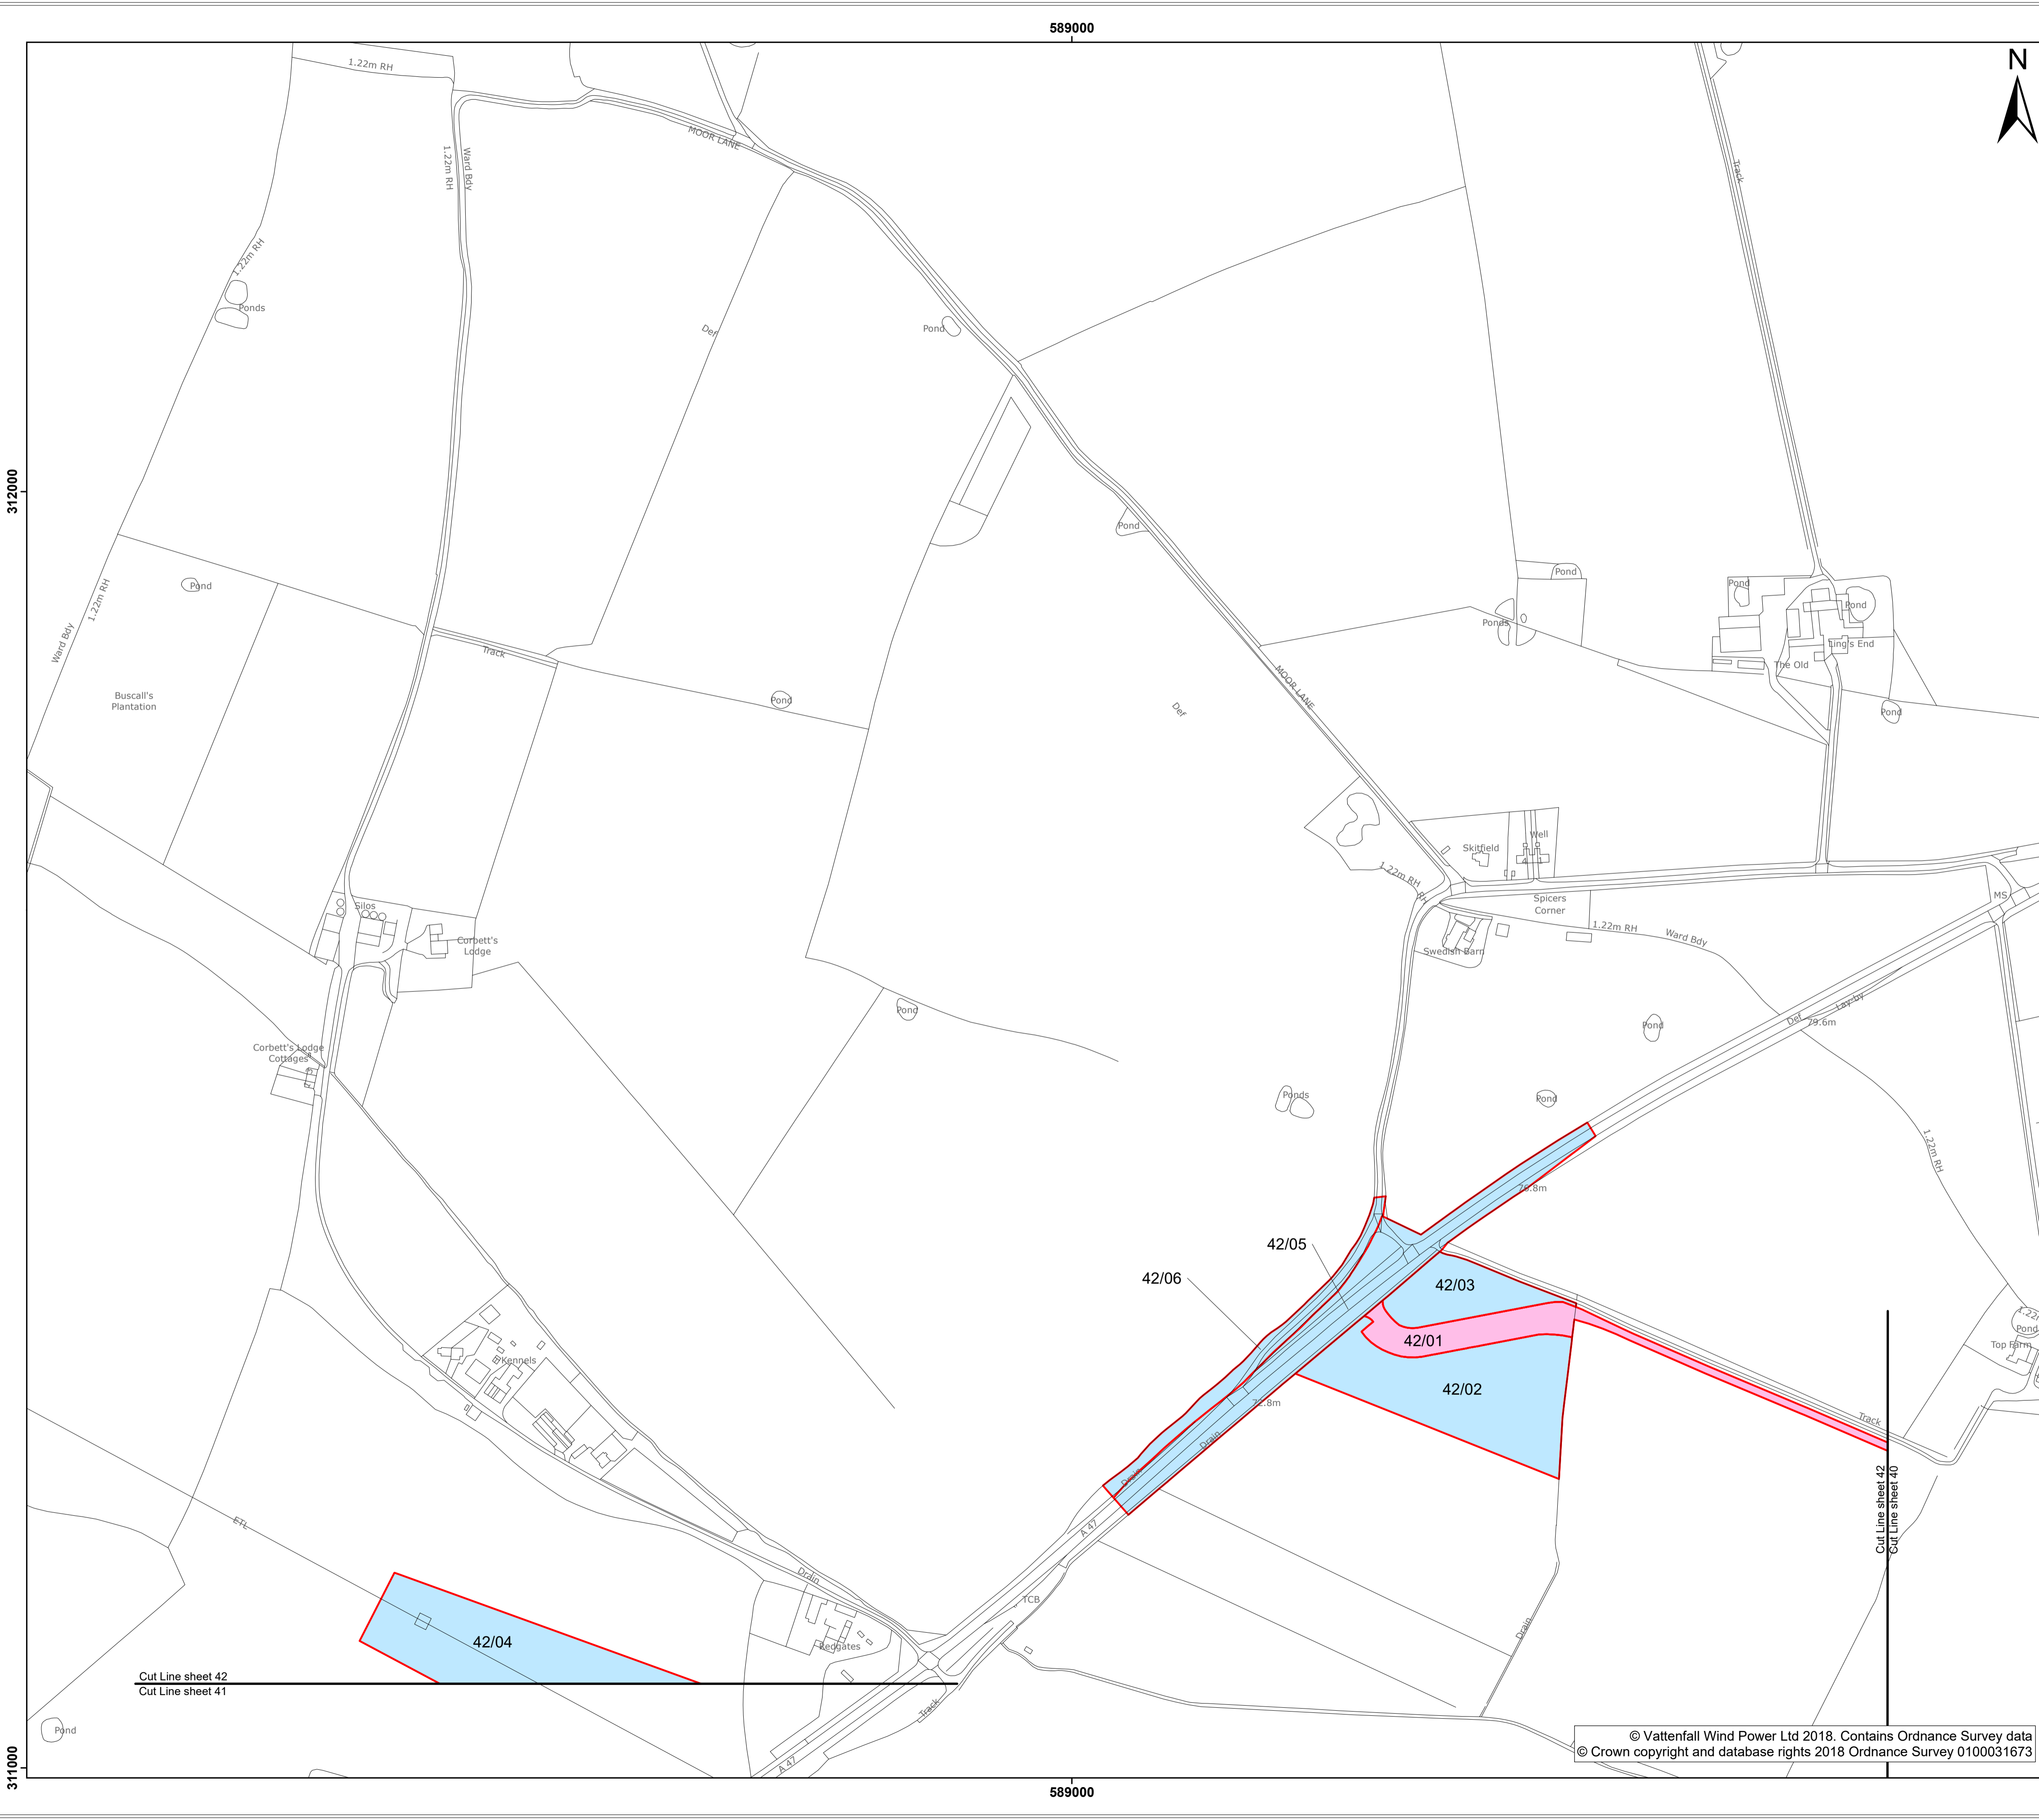 589000
N
1.22m RH
MOOR LANE
1.22m RH
Ward Bdy
Track
1.22m RH
Ponds
Def
Pond
312000
Pond
Pond
Pond
Pond
1.22m RH
Ward Bdy
Pond
Ponds
Ling's End
The Old
Track
Buscall's
Plantation
Pond
MOOR LANE
Def
Pond
Well
Skitfield
4
1
1.22m RH
RH
MS
Spicers
Corner
Silos
1.22m RH
Ward Bdy
Corbett's
Lodge
Swedish Barn
Pond
Lay-by
Def
79.6m
Pond
Corbett's Lodge
Cottages
Ponds
Pond
1.22m RH
76.8m
42/05
42/06
42/03
Pond
Top Farm
42/01
Kennels
42/02
72.8m
Track
Drain
Drain
Cut Line sheet 42
Cut Line sheet 40
ETL
A 47
Drain
TCB
Drain
42/04
Redgates
Cut Line sheet 42
Cut Line sheet 41
Track
Pond
A 47
311000
© Vattenfall Wind Power Ltd 2018. Contains Ordnance Survey data
© Crown copyright and database rights 2018 Ordnance Survey 0100031673
589000